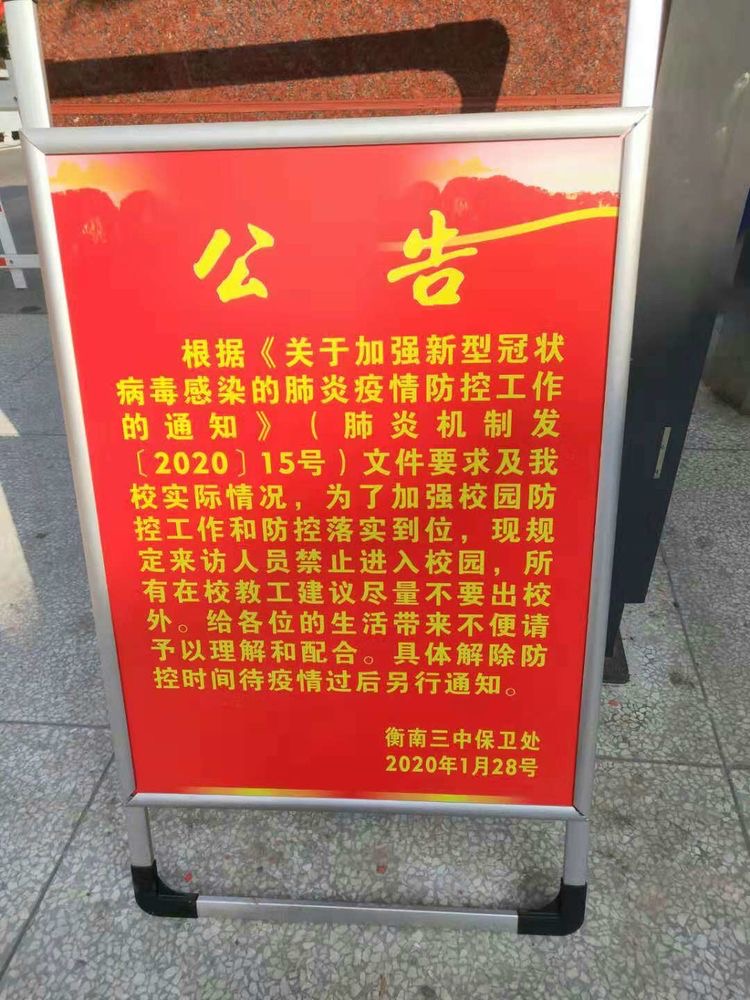 公告
根据《关于加强新型冠状
病毒感染的肺炎疫情防控工作
的通知》（肺炎机制发
〔2020〕15号）文件要求及我
校实际情况，为了加强校园防
控工作和防控落实到位，现规
定来访人员禁止进入校园，所
有在校教工建议尽量不要出校
外。给各位的生活带来不便请
予以理解和配合。具体解除防
控时间待疫情过后另行通知。
衡南三中保卫处
2020年1月28号